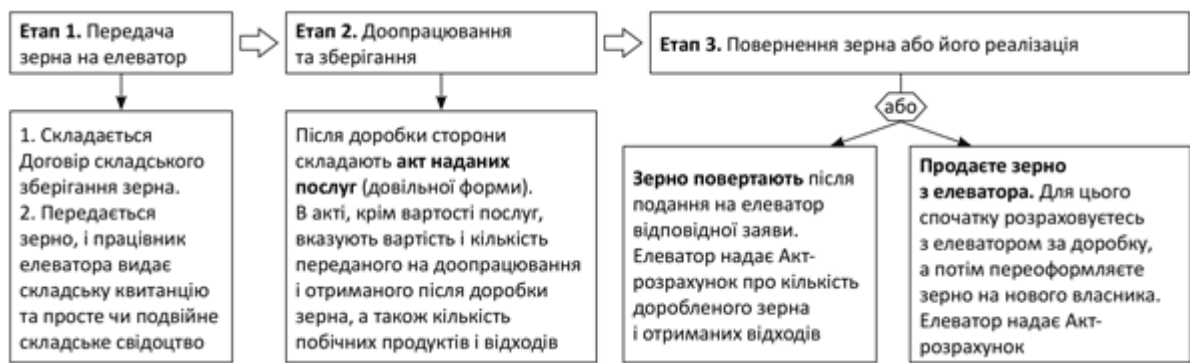 Етап 1. Передача
зерна на елеватор
Етап 2. Доопрацювання
та зберігання
Етап 3. Повернення зерна або його реалізація
1. Складається
Договір складського
зберігання зерна.
2. Передається
зерно, і працівник
елеватора видає
складську квитанцію
та просте чи подвійне
складське свідоцтво
Після доробки сторони
складають акт наданих
послуг (довільної форми).
В акті, крім вартості послуг,
вказують вартість і кількість
переданого на доопрацювання
і отриманого після доробки
зерна, а також кількість
побічних продуктів і відходів
або
Зерно повертають після
подання на елеватор
відповідної заяви.
Елеватор надає Акт-
розрахунок про кількість
доробленого зерна
і отриманих відходів
Продаєте зерно
з елеватора. Для цього
спочатку розраховуєтесь
з елеватором за доробку,
а потім переоформляєте
зерно на нового власника.
Елеватор надає Акт-
розрахунок